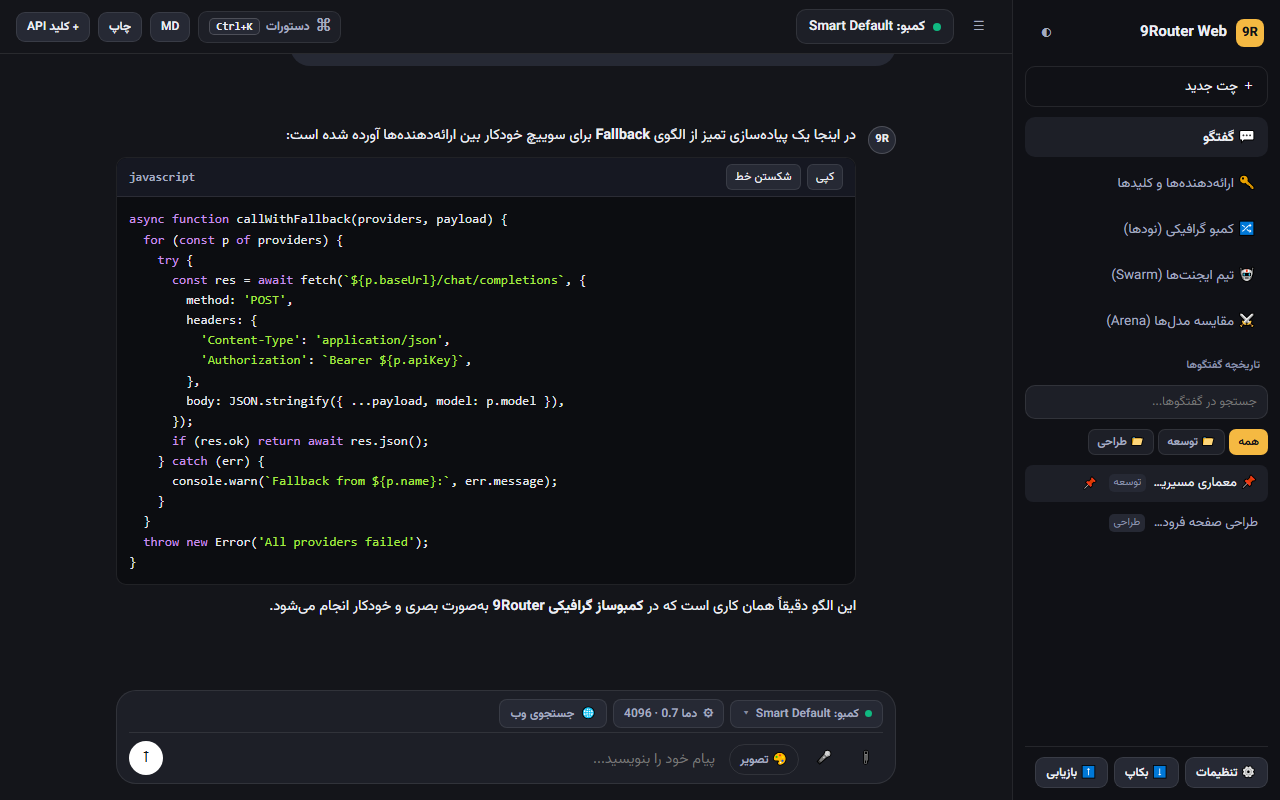 9R 9Router Web
+ چت جدید
گفتگو
ارائه‌دهنده‌ها و کلیدها
کمبو گرافیکی (نودها)
تیم ایجنت‌ها (Swarm)
مقایسه مدل‌ها (Arena)
تاریخچه گفتگوها
جستجو در گفتگوها...
همه توسعه طراحی
معماری مسیریـ... توسعه
طراحی صفحه فرود... طراحی
تنظیمات بکاپ بازیابی
کمبو: Smart Default
⌘ دستورات Ctrl+K
MD
چاپ
+ کلید API
9R
در اینجا یک پیاده‌سازی تمیز از الگوی Fallback برای سوییچ خودکار بین ارائه‌دهنده‌ها آورده شده است:
کپی شکستن خط
javascript
async function callWithFallback(providers, payload) {
  for (const p of providers) {
    try {
      const res = await fetch(`${p.baseUrl}/chat/completions`, {
        method: 'POST',
        headers: {
          'Content-Type': 'application/json',
          'Authorization': `Bearer ${p.apiKey}`,
        },
        body: JSON.stringify({ ...payload, model: p.model }),
      });
      if (res.ok) return await res.json();
    } catch (err) {
      console.warn(`Fallback from ${p.name}:`, err.message);
    }
  }
  throw new Error('All providers failed');
}
این الگو دقیقاً همان کاری است که در کمبوساز گرافیکی 9Router به‌صورت بصری و خودکار انجام می‌شود.
کمبو: Smart Default
دما 0.7 · 4096
جستجوی وب
تصویر
پیام خود را بنویسید...